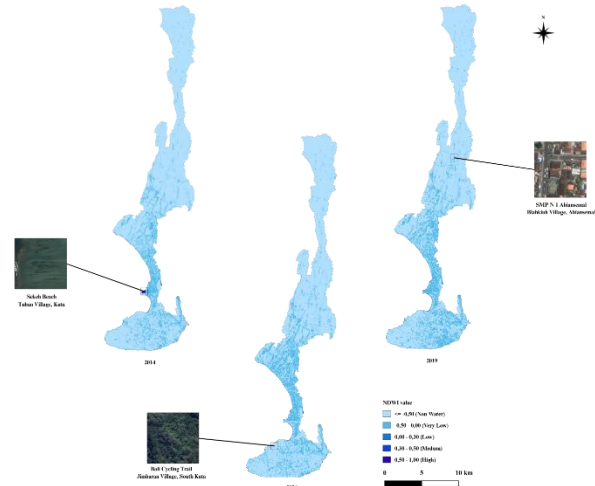 N
SMP N 1 Abiansemal
Blahkiuh Village, Abiansemal
Sekeh Beach
Tuban Village, Kuta
2014
2019
Bali Cycling Trail
Jimbaran Village, South Kuta
NDWI value
<= -0,50 (Non Water)
-0,50 - 0,00 (Very Low)
0,00 - 0,30 (Low)
0,30 - 0,50 (Medium)
0,50 - 1,00 (High)
0 5 10 km